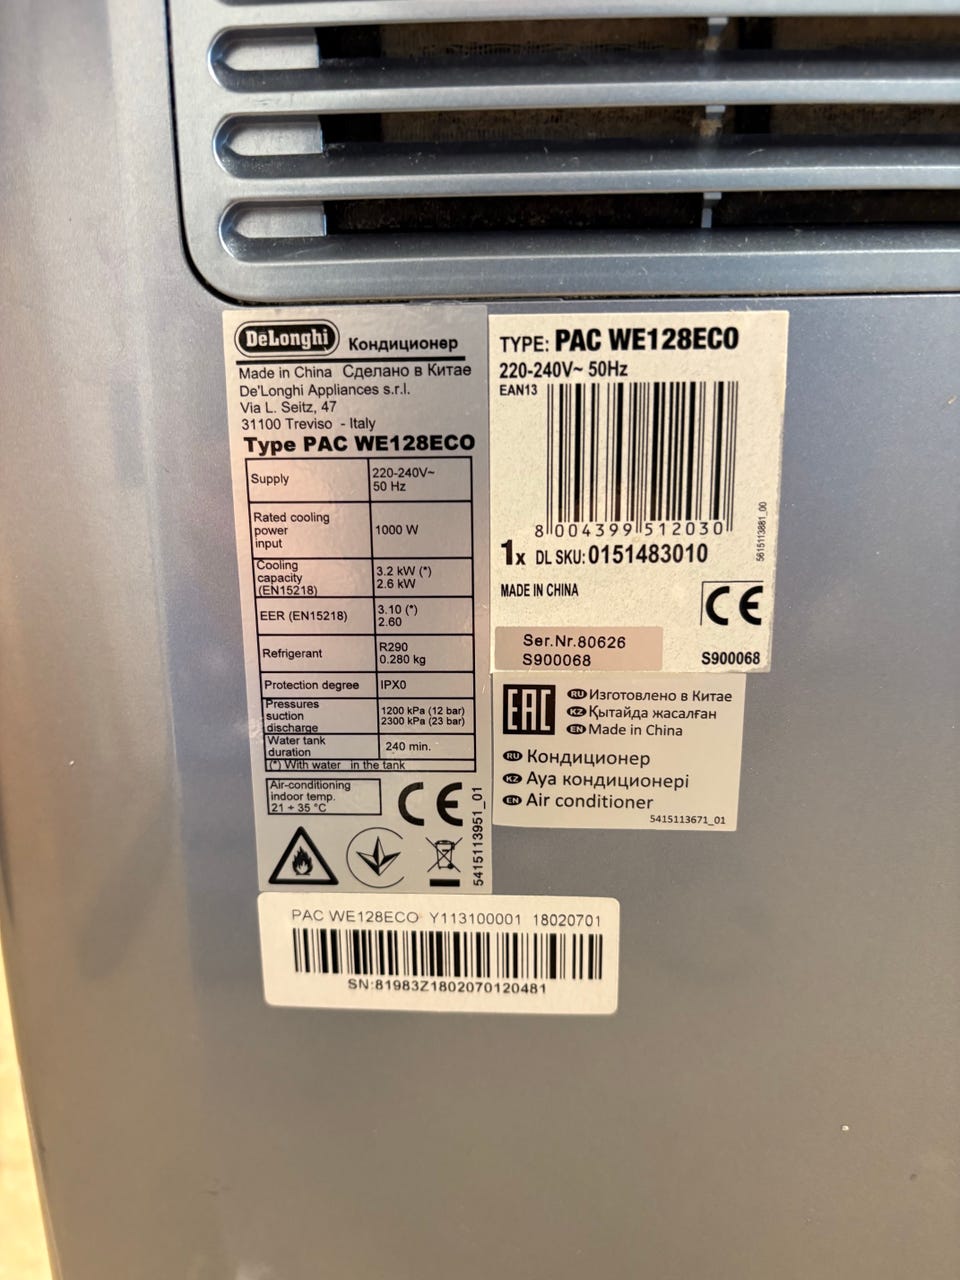 DeLonghi Кондиционер
Made in China Сделано в Китае
De'Longhi Appliances s.r.l.
Via L. Seitz, 47
31100 Treviso - Italy
Type PAC WE128ECO
Supply 220-240V~
50 Hz
Rated cooling
power
input 1000 W
Cooling
capacity
(EN15218) 3.2 kW (*)
2.6 kW
EER (EN15218) 3.10 (*)
2.60
Refrigerant R290
0.280 kg
Protection degree IPX0
Pressures
suction 1200 kPa (12 bar)
discharge 2300 kPa (23 bar)
Water tank
duration 240 min.
(*) With water in the tank
Air-conditioning
indoor temp.
21 ÷ 35 °C
CE
5415113951_01
TYPE: PAC WE128ECO
220-240V~ 50Hz
EAN13
8 004399 512030
5615113881_00
1x DL SKU: 0151483010
MADE IN CHINA
CE
Ser.Nr.80626
S900068
S900068
EAC
RU Изготовлено в Китае
KZ Қытайда жасалған
EN Made in China
RU Кондиционер
KZ Ауа кондиционері
EN Air conditioner
5415113671_01
PAC WE128ECO Y113100001 18020701
SN:81983Z1802070120481